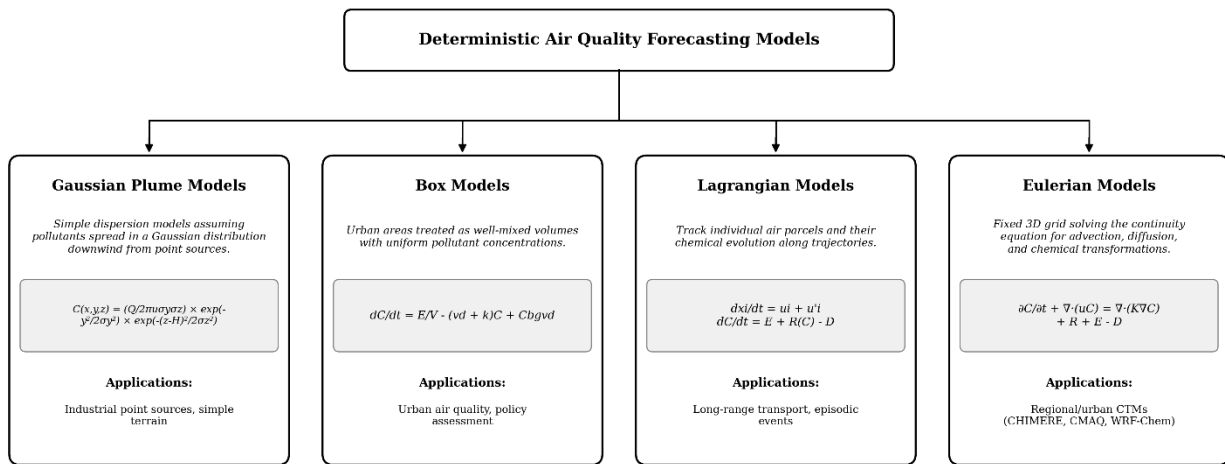 Deterministic Air Quality Forecasting Models
Gaussian Plume Models
Simple dispersion models assuming
pollutants spread in a Gaussian distribution
downwind from point sources.
C(x,y,z) = (Q/2πuσyσz) × exp(-
y²/2σy²) × exp(-(z-H)²/2σz²)
Applications:
Industrial point sources, simple
terrain
Box Models
Urban areas treated as well-mixed volumes
with uniform pollutant concentrations.
dC/dt = E/V - (vd + k)C + Cbgvd
Applications:
Urban air quality, policy
assessment
Lagrangian Models
Track individual air parcels and their
chemical evolution along trajectories.
dxi/dt = ui + u'i
dC/dt = E + R(C) - D
Applications:
Long-range transport, episodic
events
Eulerian Models
Fixed 3D grid solving the continuity
equation for advection, diffusion,
and chemical transformations.
∂C/∂t + ∇·(uC) = ∇·(K∇C)
+ R + E - D
Applications:
Regional/urban CTMs
(CHIMERE, CMAQ, WRF-Chem)